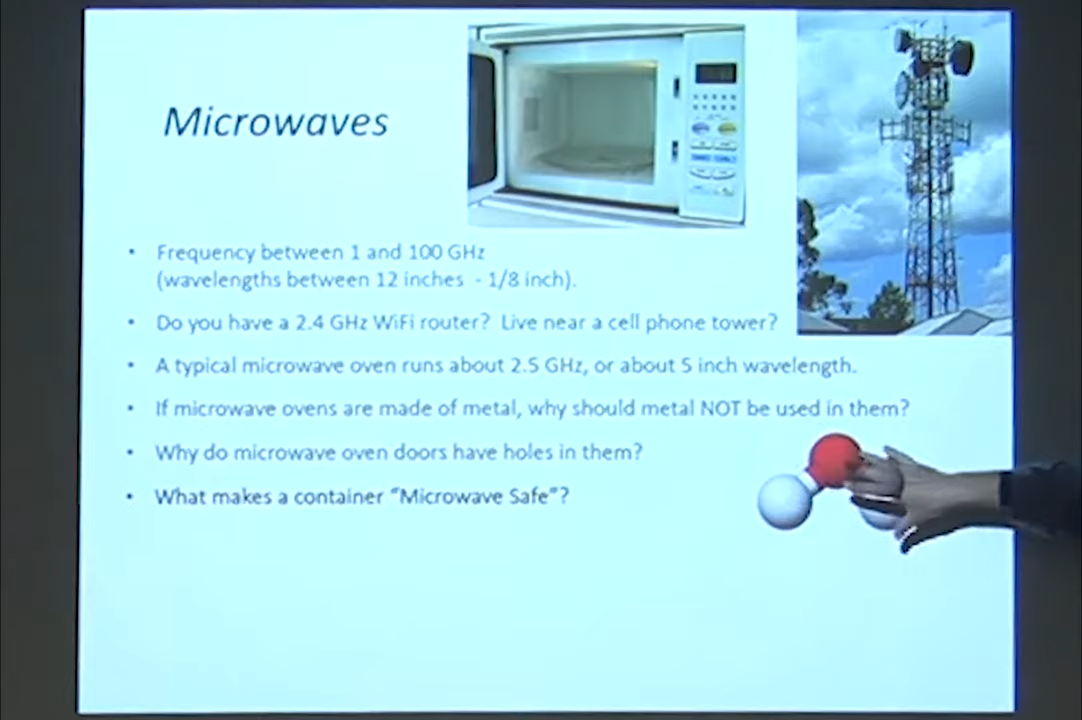 Microwaves
• Frequency between 1 and 100 GHz
(wavelengths between 12 inches - 1/8 inch).
• Do you have a 2.4 GHz WiFi router? Live near a cell phone tower?
• A typical microwave oven runs about 2.5 GHz, or about 5 inch wavelength.
• If microwave ovens are made of metal, why should metal NOT be used in them?
• Why do microwave oven doors have holes in them?
• What makes a container "Microwave Safe"?